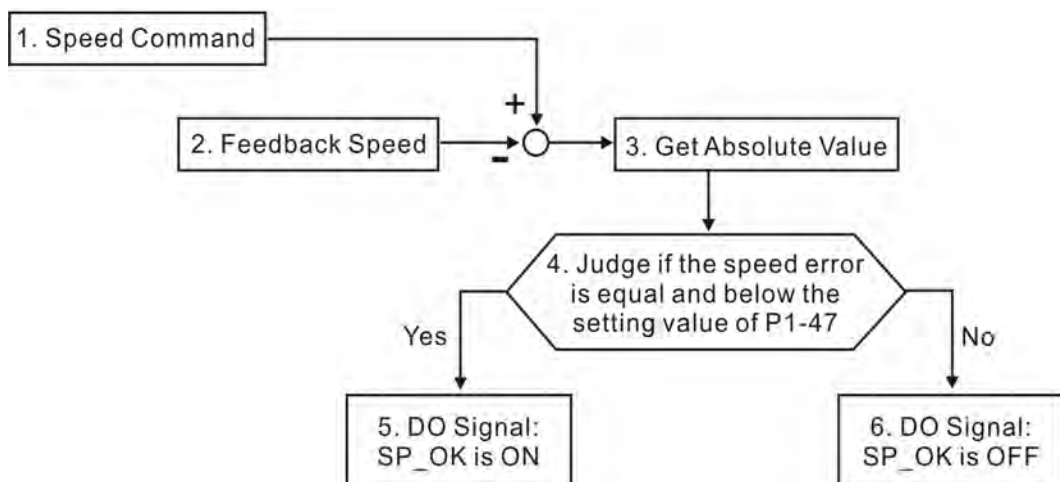 1. Speed Command
+
2. Feedback Speed
-
3. Get Absolute Value
4. Judge if the speed error
is equal and below the
setting value of P1-47
Yes
No
5. DO Signal:
SP_OK is ON
6. DO Signal:
SP_OK is OFF